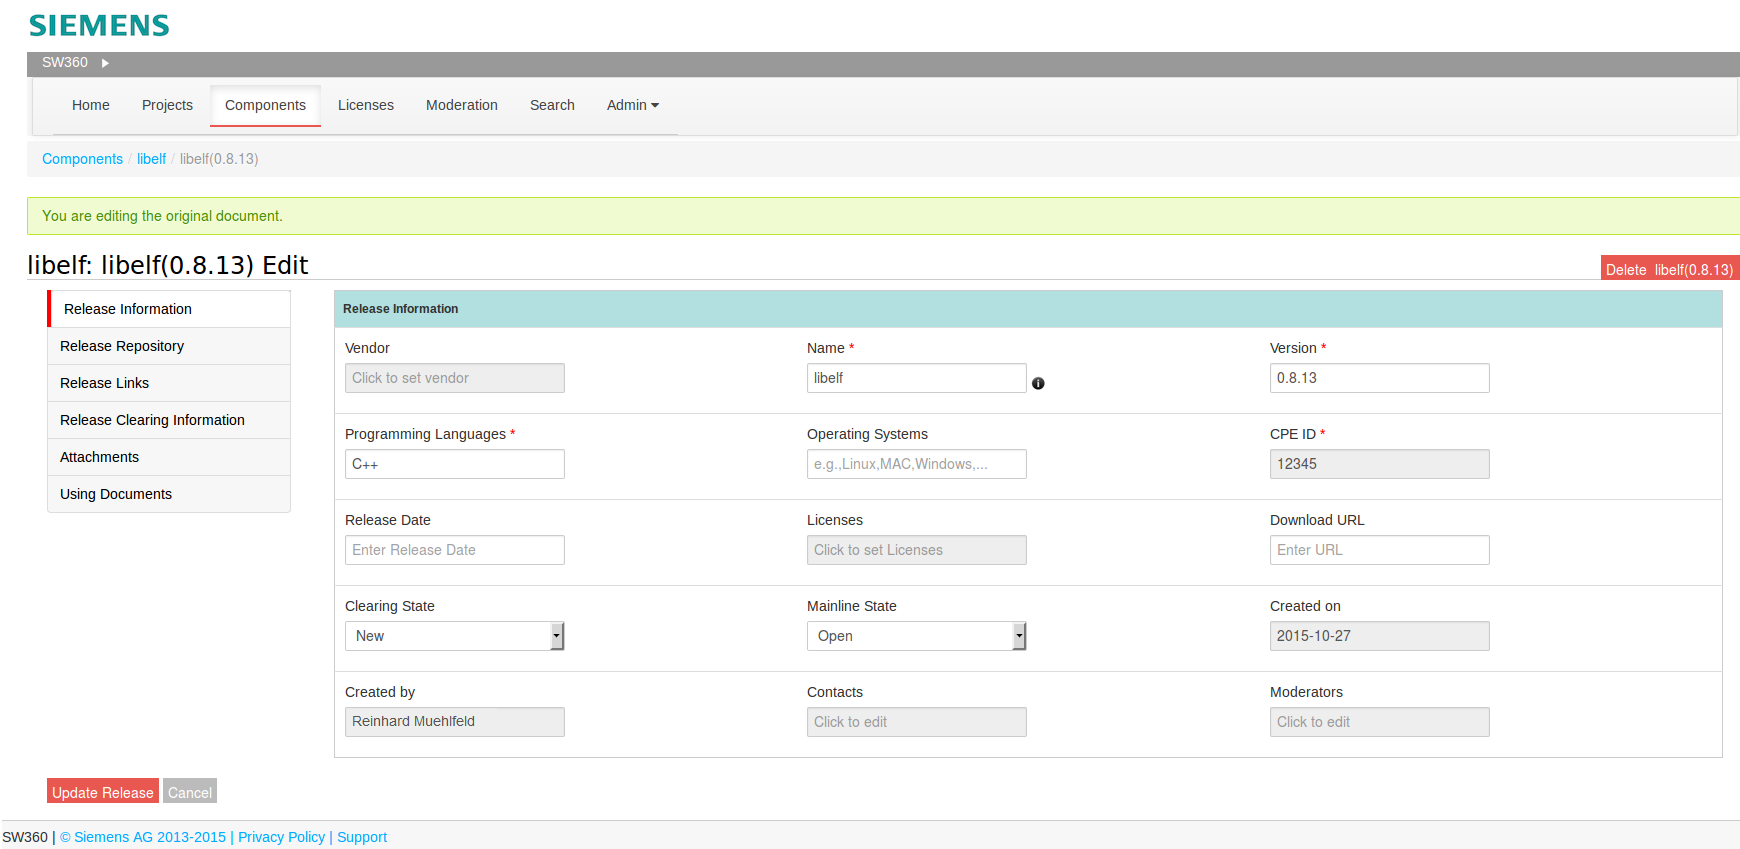 SIEMENS
SW360
Home Projects Components Licenses Moderation Search Admin
Components / libelf / libelf(0.8.13)
You are editing the original document.
libelf: libelf(0.8.13) Edit
Delete libelf(0.8.13)
Release Information
Release Repository
Release Links
Release Clearing Information
Attachments
Using Documents
Release Information
Vendor Name * Version *
Click to set vendor libelf 0.8.13
Programming Languages * Operating Systems CPE ID *
C++ e.g.,Linux,MAC,Windows,... 12345
Release Date Licenses Download URL
Enter Release Date Click to set Licenses Enter URL
Clearing State Mainline State Created on
New Open 2015-10-27
Created by Contacts Moderators
Reinhard Muehlfeld Click to edit Click to edit
Update Release Cancel
SW360 | © Siemens AG 2013-2015 | Privacy Policy | Support